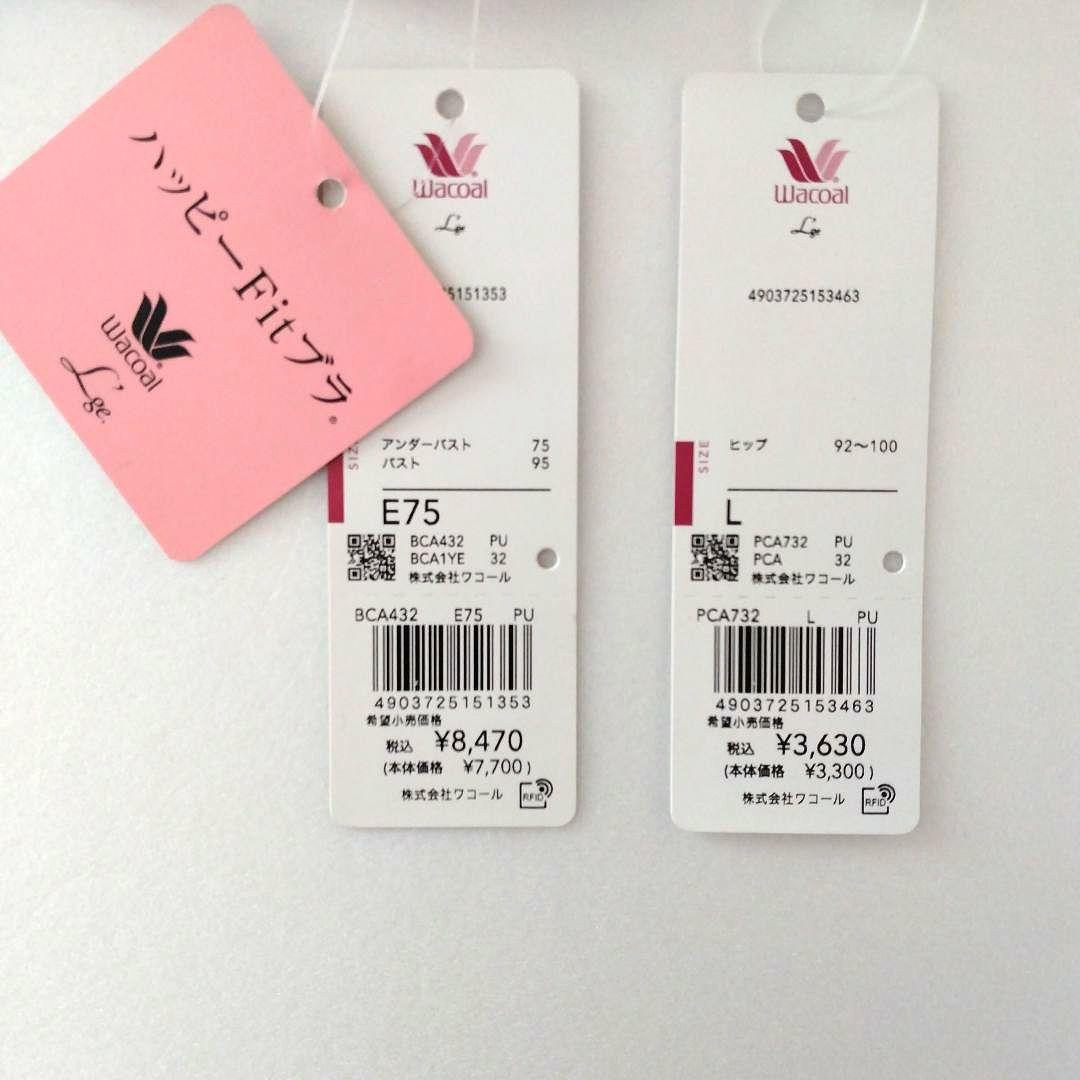 ハッピーFitブラ®
Wacoal
L'ge.
Wacoal
L'ge
5151353
SIZ
アンダーバスト 75
バスト 95
E75
BCA432 PU
BCA1YE 32
株式会社ワコール
BCA432 E75 PU
4903725151353
希望小売価格
税込 ¥8,470
(本体価格 ¥7,700)
株式会社ワコール RFID
Wacoal
L'ge
4903725153463
SIZE
ヒップ 92〜100
L
PCA732 PU
PCA 32
株式会社ワコール
PCA732 L PU
4903725153463
希望小売価格
税込 ¥3,630
(本体価格 ¥3,300)
株式会社ワコール RFID